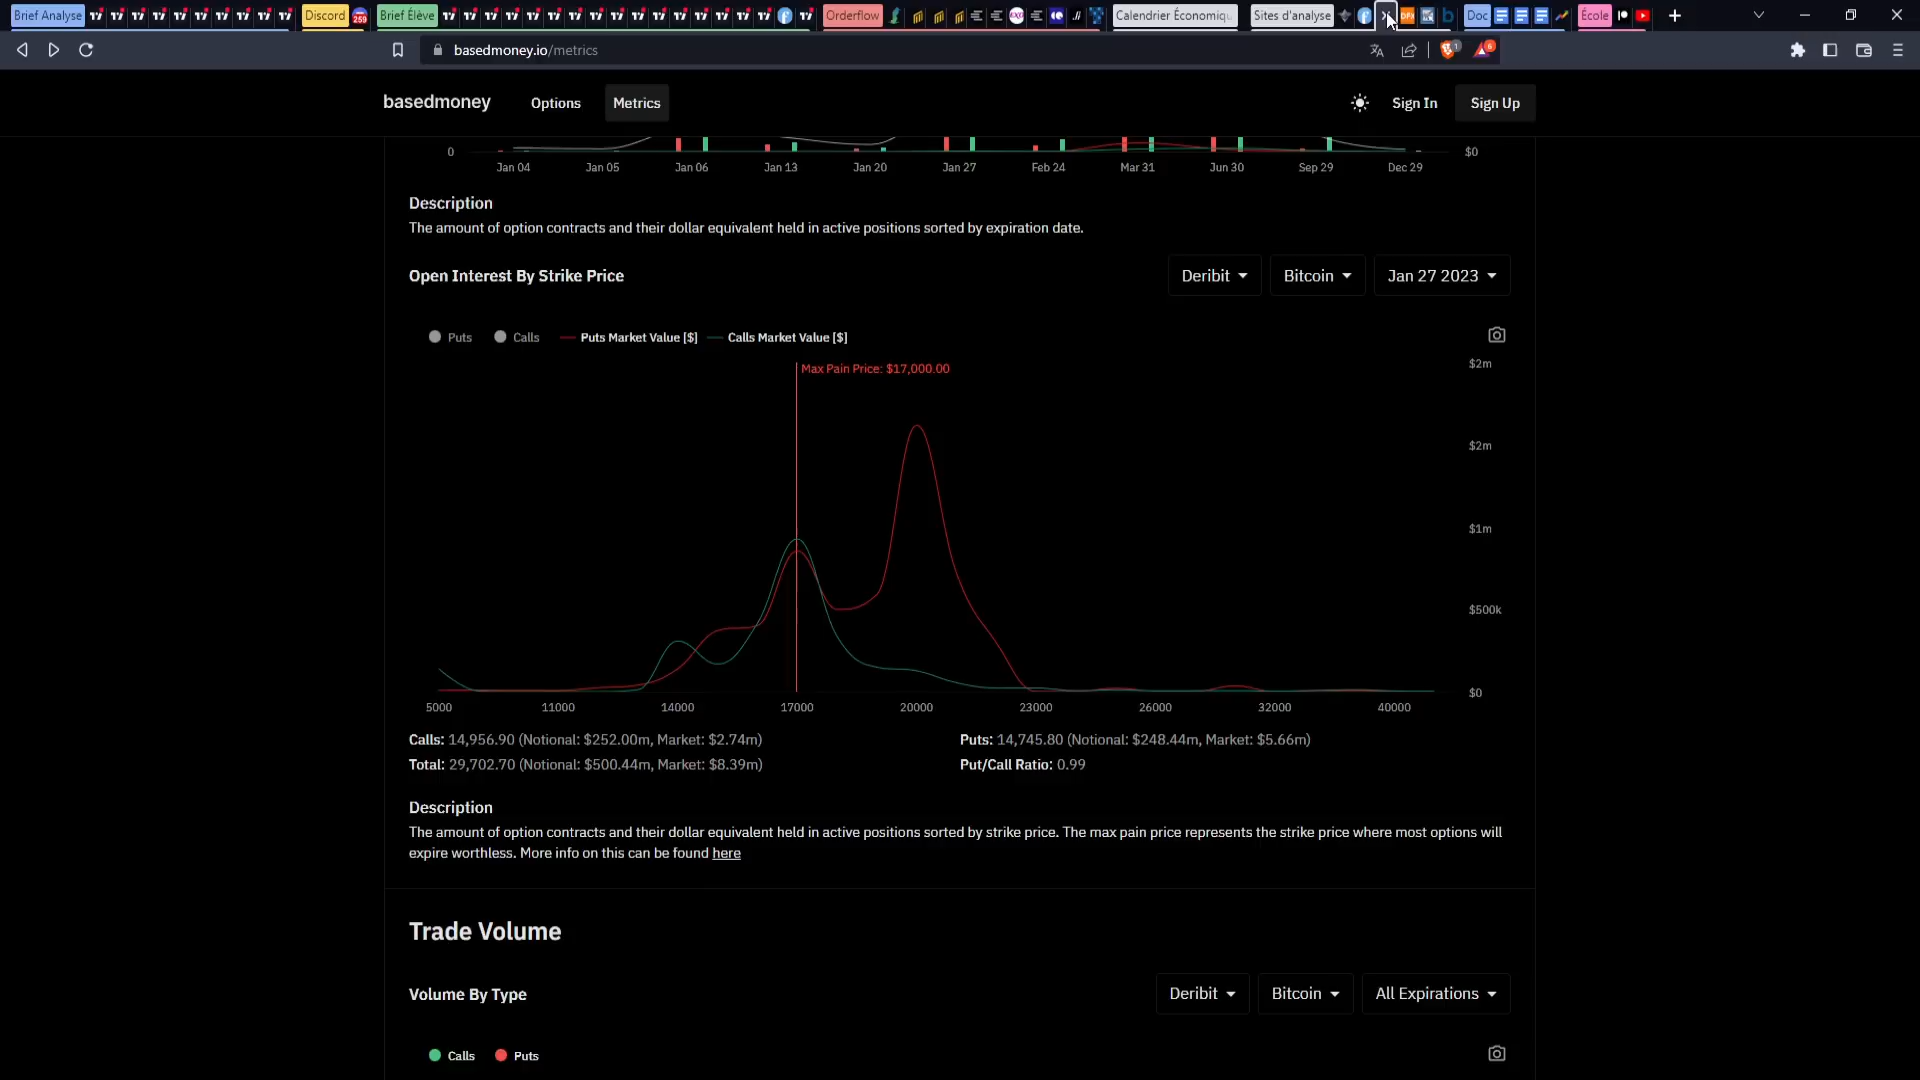 Brief Analyse
Discord
259
Brief Élève
Orderflow
EXO
Calendrier Économiqu
Sites d'analyse
DPX
Doc
École
basedmoney.io/metrics
1
6
basedmoney
Options
Metrics
Sign In
Sign Up
0
$0
Jan 04
Jan 05
Jan 06
Jan 13
Jan 20
Jan 27
Feb 24
Mar 31
Jun 30
Sep 29
Dec 29
Description
The amount of option contracts and their dollar equivalent held in active positions sorted by expiration date.
Open Interest By Strike Price
Deribit
Bitcoin
Jan 27 2023
Puts
Calls
Puts Market Value [$]
Calls Market Value [$]
Max Pain Price: $17,000.00
$2m
$2m
$1m
$500k
$0
5000
11000
14000
17000
20000
23000
26000
32000
40000
Calls: 14,956.90 (Notional: $252.00m, Market: $2.74m)
Puts: 14,745.80 (Notional: $248.44m, Market: $5.66m)
Total: 29,702.70 (Notional: $500.44m, Market: $8.39m)
Put/Call Ratio: 0.99
Description
The amount of option contracts and their dollar equivalent held in active positions sorted by strike price. The max pain price represents the strike price where most options will
expire worthless. More info on this can be found here
Trade Volume
Volume By Type
Deribit
Bitcoin
All Expirations
Calls
Puts